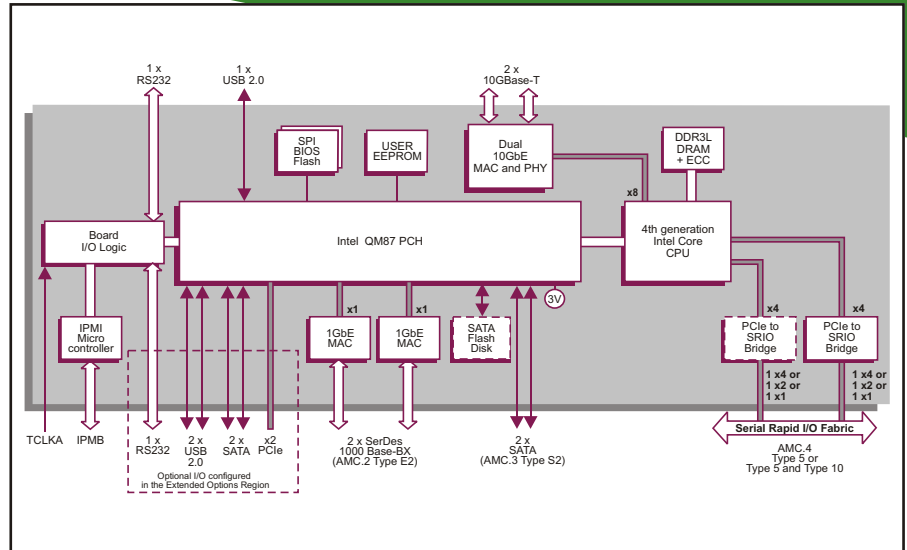 1 x
RS232
1 x
USB 2.0
2 x
10GBase-T
SPI
BIOS
Flash
USER
EEPROM
Dual
10GbE
MAC and PHY
DDR3L
DRAM
+ ECC
x8
Board
I/O Logic
Intel QM87 PCH
4th generation
Intel Core
CPU
3V
IPMI
Micro
controller
x1
1GbE
MAC
x1
1GbE
MAC
SATA
Flash
Disk
x4
PCIe to
SRIO
Bridge
x4
PCIe to
SRIO
Bridge
1 x4 or
1 x2 or
1 x1
1 x4 or
1 x2 or
1 x1
Serial Rapid I/O Fabric
TCLKA
IPMB
1 x
RS232
2 x
USB
2.0
2 x
SATA
x2
PCIe
Optional I/O configured
in the Extended Options Region
2 x SerDes
1000 Base-BX
(AMC.2 Type E2)
2 x
SATA
(AMC.3 Type S2)
AMC.4
Type 5 or
Type 5 and Type 10